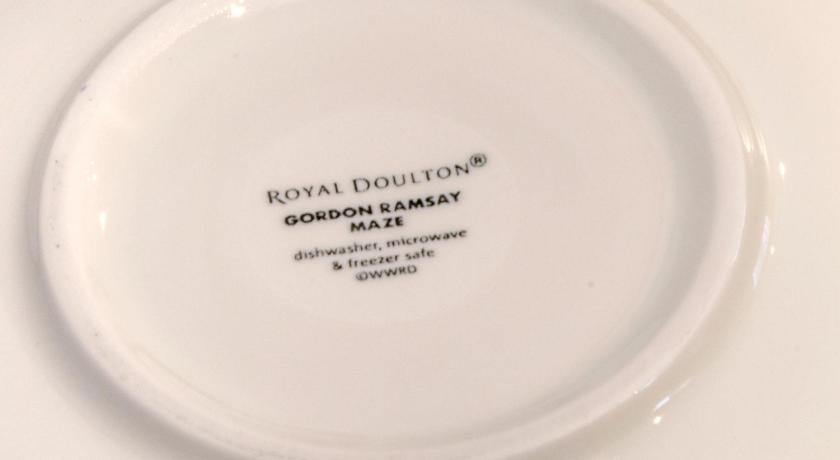 ROYAL DOULTON®
GORDON RAMSAY
MAZE
dishwasher, microwave
& freezer safe
©WWRD